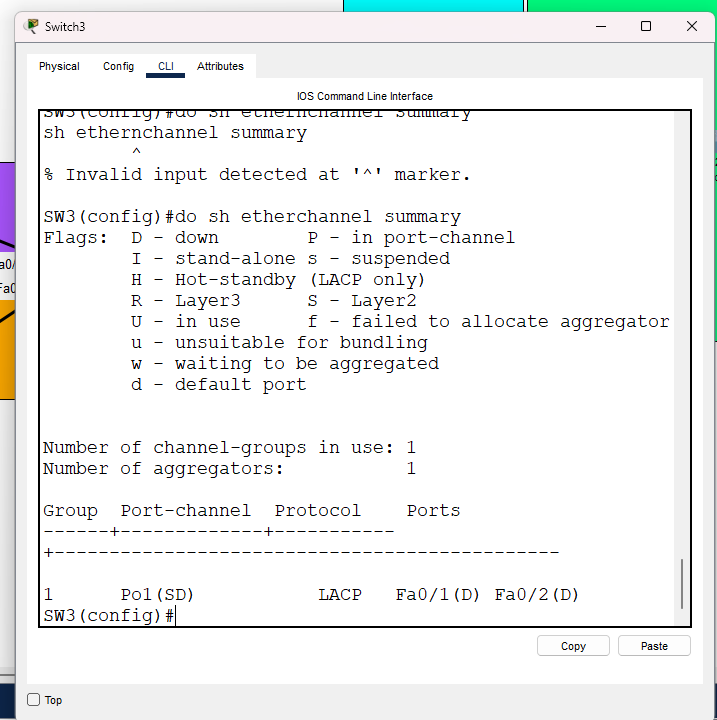 Switch3
Physical Config CLI Attributes
IOS Command Line Interface
SW3(config)#do sh ethernchannel summary
sh ethernchannel summary
^
% Invalid input detected at '^' marker.
SW3(config)#do sh etherchannel summary
Flags:  D - down        P - in port-channel
I - stand-alone s - suspended
H - Hot-standby (LACP only)
R - Layer3      S - Layer2
U - in use      f - failed to allocate aggregator
u - unsuitable for bundling
w - waiting to be aggregated
d - default port
Number of channel-groups in use: 1
Number of aggregators:           1
Group  Port-channel  Protocol    Ports
------+-------------+-----------
+----------------------------------------------
1      Po1(SD)           LACP   Fa0/1(D) Fa0/2(D)
SW3(config)#
Copy Paste
Top